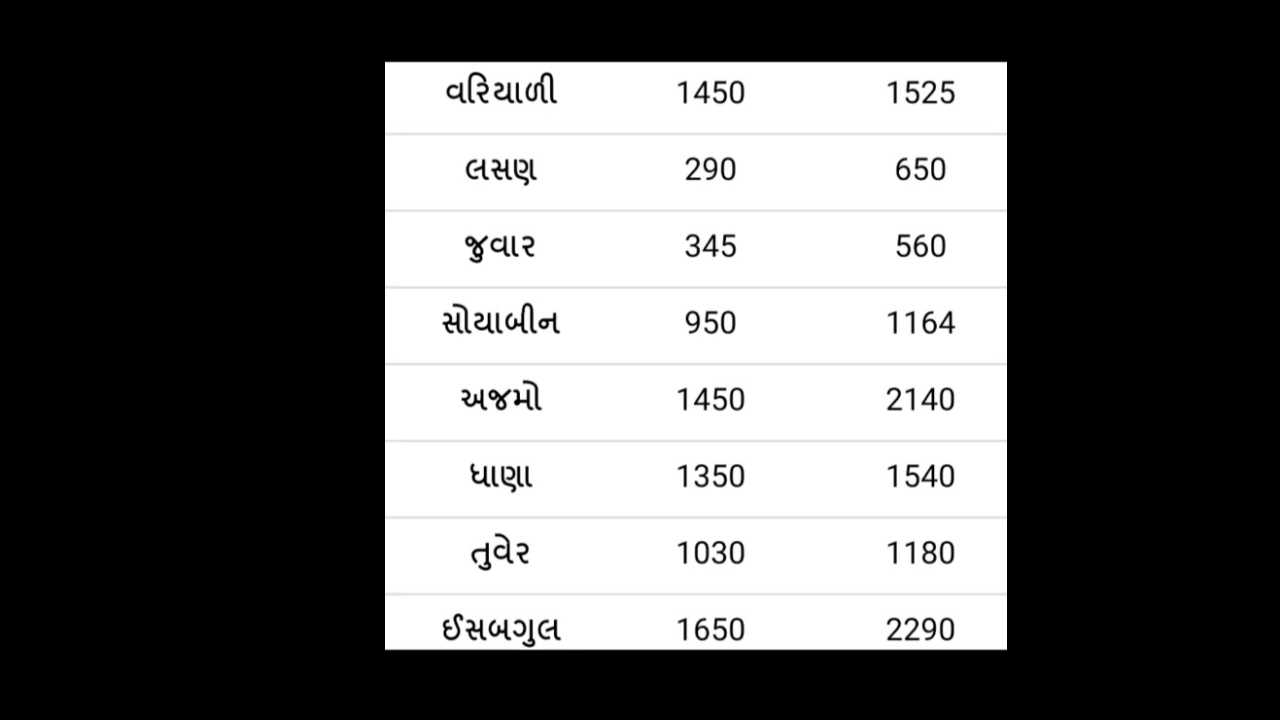 વરિયાળી 1450 1525
લસણ 290 650
જુવાર 345 560
સોયાબીન 950 1164
અજમો 1450 2140
ધાણા 1350 1540
તુવેર 1030 1180
ઈસબગુલ 1650 2290